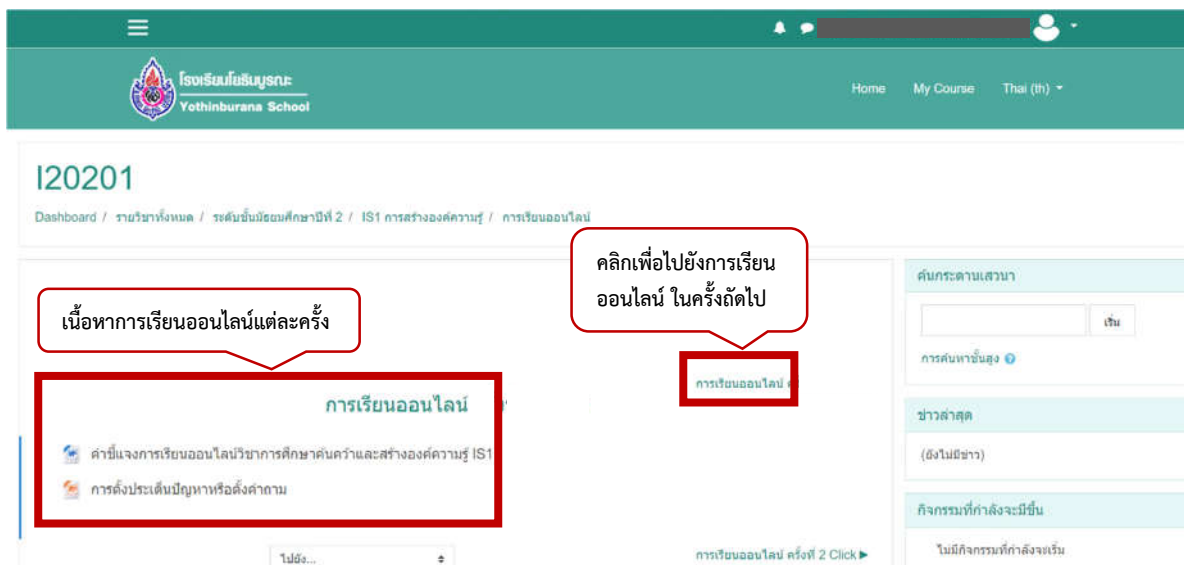 โรงเรียนโยธินบูรณะ
Yothinburana School
Home My Course Thai (th)
I20201
Dashboard / รายวิชาทั้งหมด / ระดับชั้นมัธยมศึกษาปีที่ 2 / IS1 การสร้างองค์ความรู้ / การเรียนออนไลน์
คลิกเพื่อไปยังการเรียน
ออนไลน์ ในครั้งถัดไป
เนื้อหาการเรียนออนไลน์แต่ละครั้ง
การเรียนออนไลน์
การเรียนออนไลน์
คำชี้แจงการเรียนออนไลน์วิชาการศึกษาค้นคว้าและสร้างองค์ความรู้ IS1
การตั้งประเด็นปัญหาหรือตั้งคำถาม
ไปยัง...
การเรียนออนไลน์ ครั้งที่ 2 Click ▶
ค้นกระดานเสวนา
เริ่ม
การค้นหาขั้นสูง
ข่าวล่าสุด
(ยังไม่มีข่าว)
กิจกรรมที่กำลังจะมีขึ้น
ไม่มีกิจกรรมที่กำลังจะเริ่ม